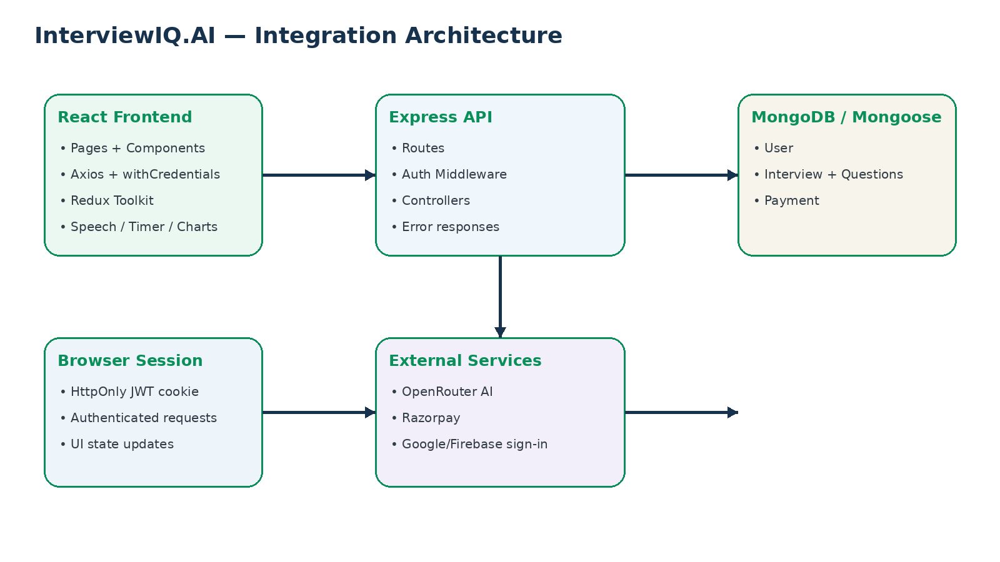 InterviewIQ.AI — Integration Architecture
React Frontend
• Pages + Components
• Axios + withCredentials
• Redux Toolkit
• Speech / Timer / Charts
Express API
• Routes
• Auth Middleware
• Controllers
• Error responses
MongoDB / Mongoose
• User
• Interview + Questions
• Payment
Browser Session
• HttpOnly JWT cookie
• Authenticated requests
• UI state updates
External Services
• OpenRouter AI
• Razorpay
• Google/Firebase sign-in